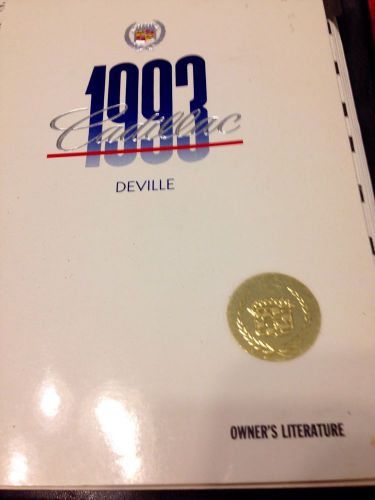 1993
Cadillac
DEVILLE
OWNER'S LITERATURE